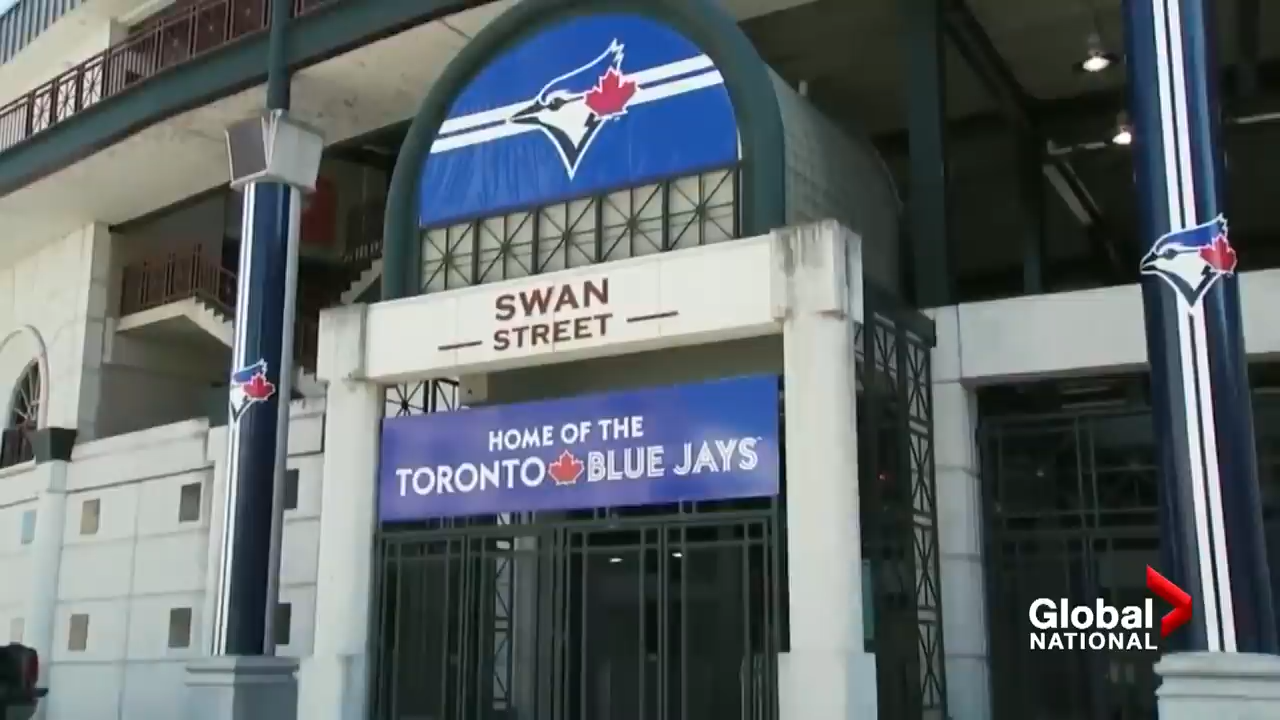 SWAN
STREET
HOME OF THE
TORONTO BLUE JAYS
Global
NATIONAL